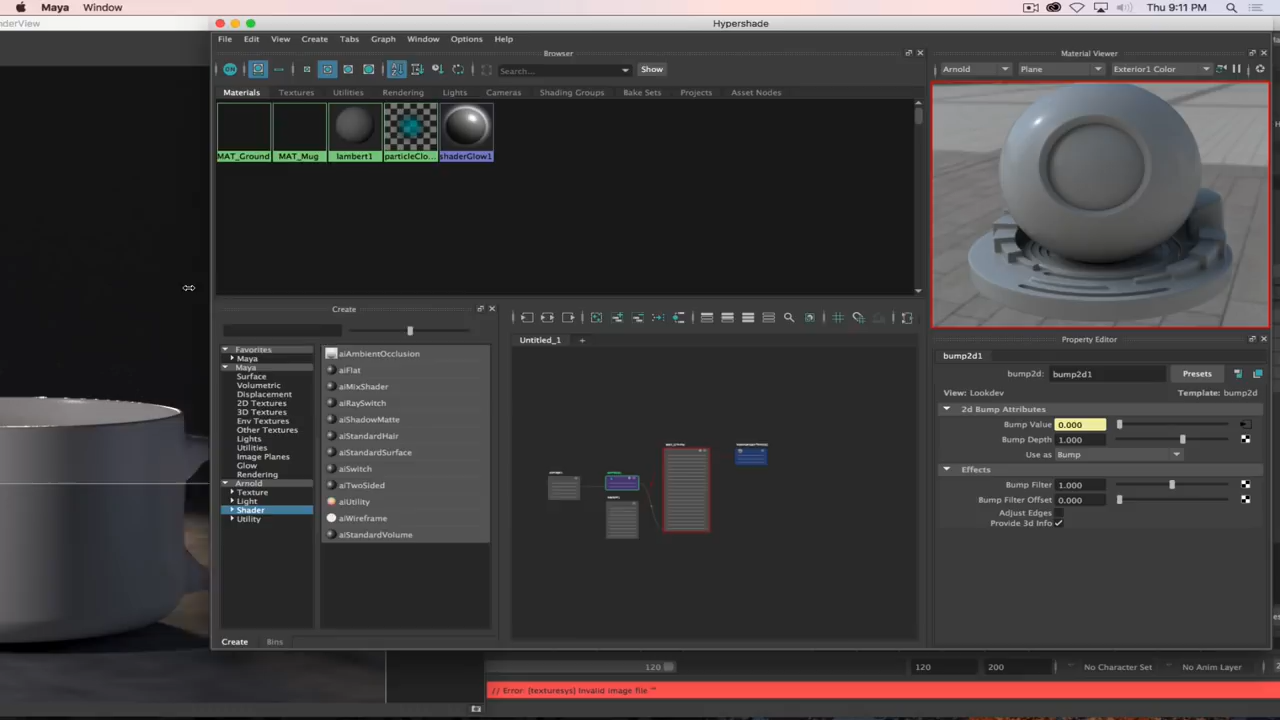 Maya Window
Thu 9:11 PM
nderView
Hypershade
File Edit View Create Tabs Graph Window Options Help
Browser
ON
Search...
Show
Materials Textures Utilities Rendering Lights Cameras Shading Groups Bake Sets Projects Asset Nodes
MAT_Ground MAT_Mug lambert1 particleClo... shaderGlow1
Material Viewer
Arnold Plane Exterior1 Color
Create
Favorites
Maya
Maya
Surface
Volumetric
Displacement
2D Textures
3D Textures
Env Textures
Other Textures
Lights
Utilities
Image Planes
Glow
Rendering
Arnold
Texture
Light
Shader
Utility
aiAmbientOcclusion
aiFlat
aiMixShader
aiRaySwitch
aiShadowMatte
aiStandardHair
aiStandardSurface
aiSwitch
aiTwoSided
aiUtility
aiWireframe
aiStandardVolume
Create Bins
Untitled_1 +
Property Editor
bump2d1
bump2d: bump2d1 Presets
View: Lookdev Template: bump2d
2d Bump Attributes
Bump Value 0.000
Bump Depth 1.000
Use as Bump
Effects
Bump Filter 1.000
Bump Filter Offset 0.000
Adjust Edges
Provide 3d Info
120 120 200 No Character Set No Anim Layer
// Error: [texturesys] Invalid image file ""